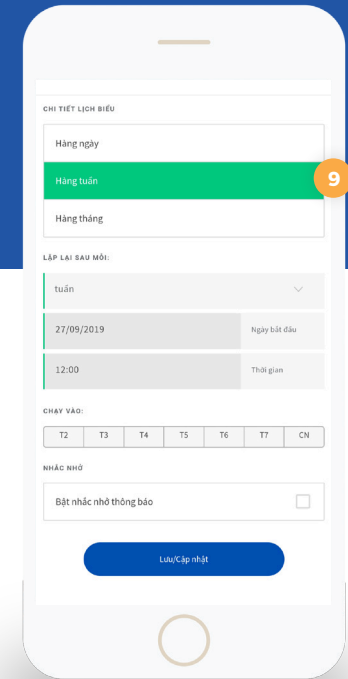 CHI TIẾT LỊCH BIỂU
Hàng ngày
Hàng tuần
9
Hàng tháng
LẶP LẠI SAU MỖI:
tuần
27/09/2019 Ngày bắt đầu
12:00 Thời gian
CHẠY VÀO:
T2 T3 T4 T5 T6 T7 CN
NHẮC NHỞ
Bật nhắc nhở thông báo
Lưu/Cập nhật